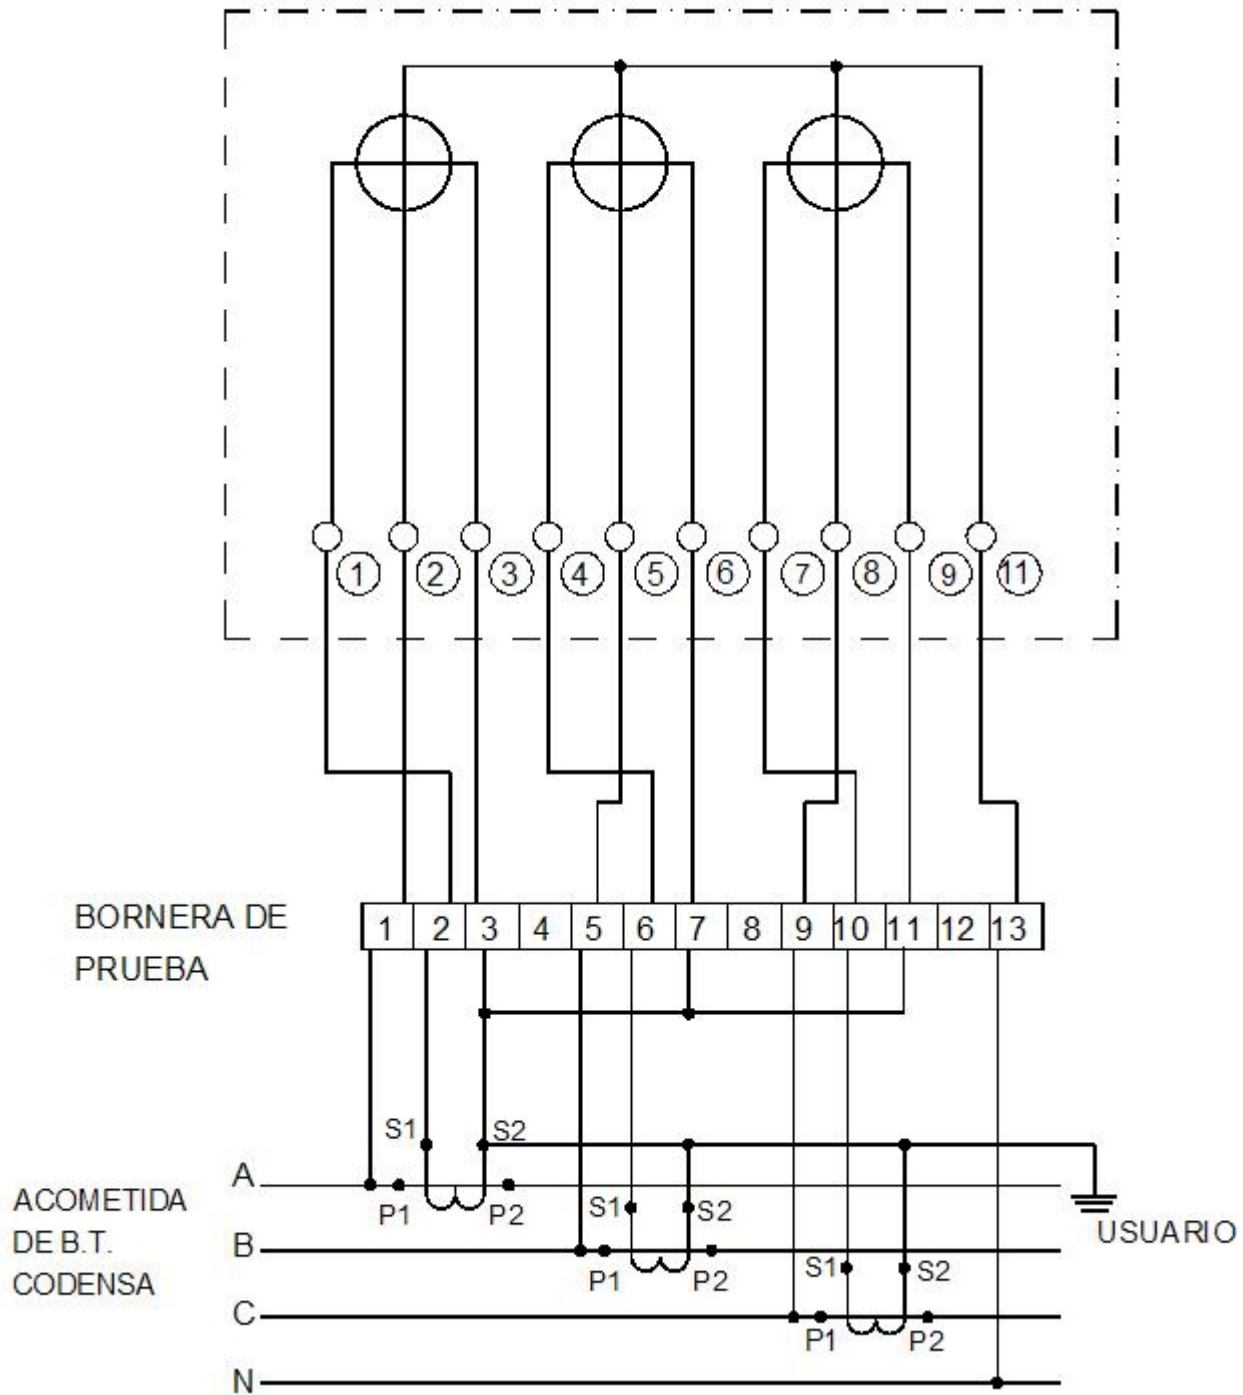 1 2 3 4 5 6 7 8 9 11
BORNERA DE
PRUEBA
1 2 3 4 5 6 7 8 9 10 11 12 13
S1 S2
A
P1 P2
ACOMETIDA
DE B.T.
CODENSA
S1 S2
USUARIO
B
P1 P2
S1 S2
C
P1 P2
N